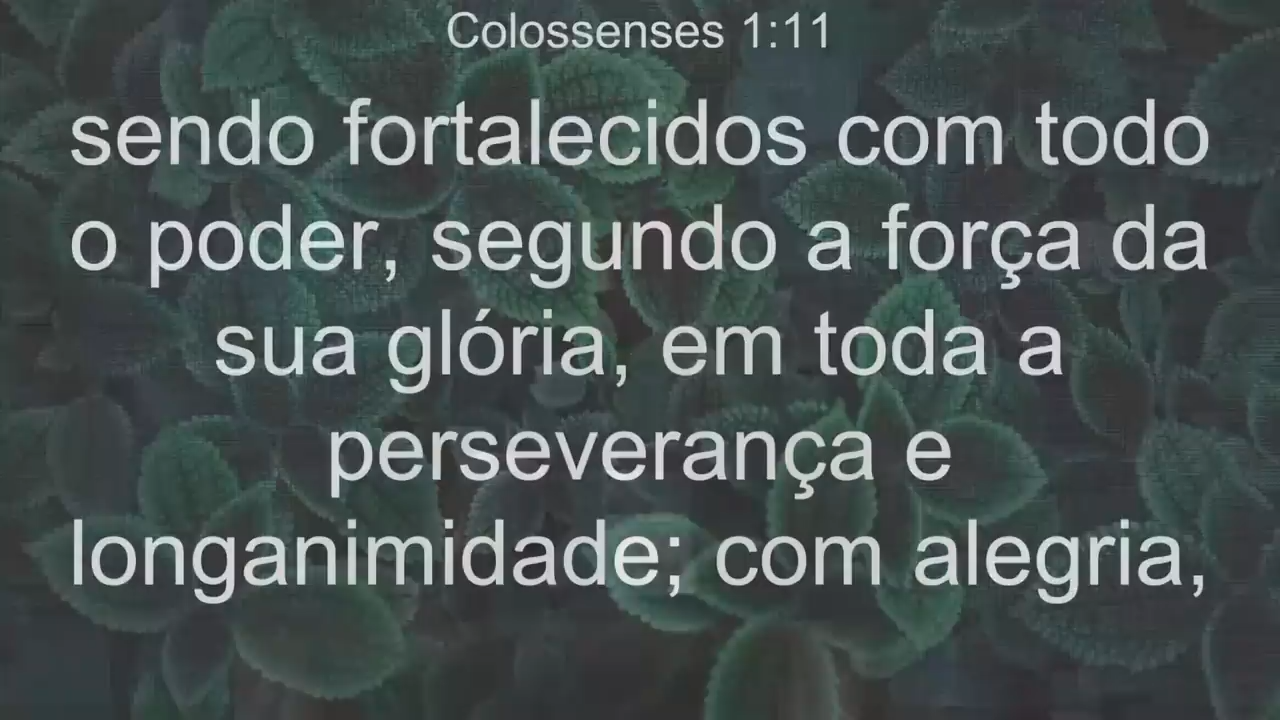 Colossenses 1:11
sendo fortalecidos com todo
o poder, segundo a força da
sua glória, em toda a
perseverança e
longanimidade; com alegria,